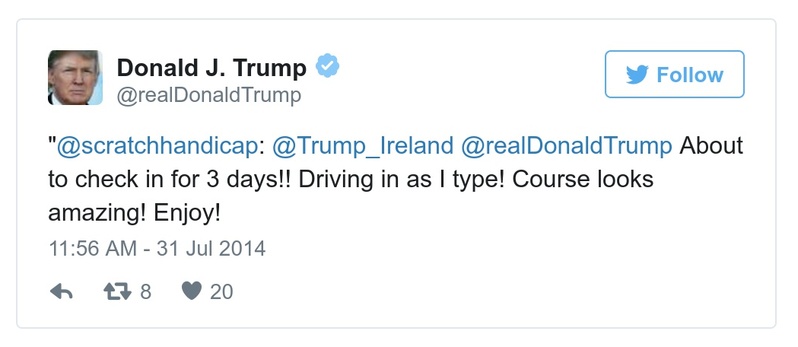 Donald J. Trump
@realDonaldTrump
Follow
"@scratchhandicap: @Trump_Ireland @realDonaldTrump About
to check in for 3 days!! Driving in as I type! Course looks
amazing! Enjoy!
11:56 AM - 31 Jul 2014
8
20